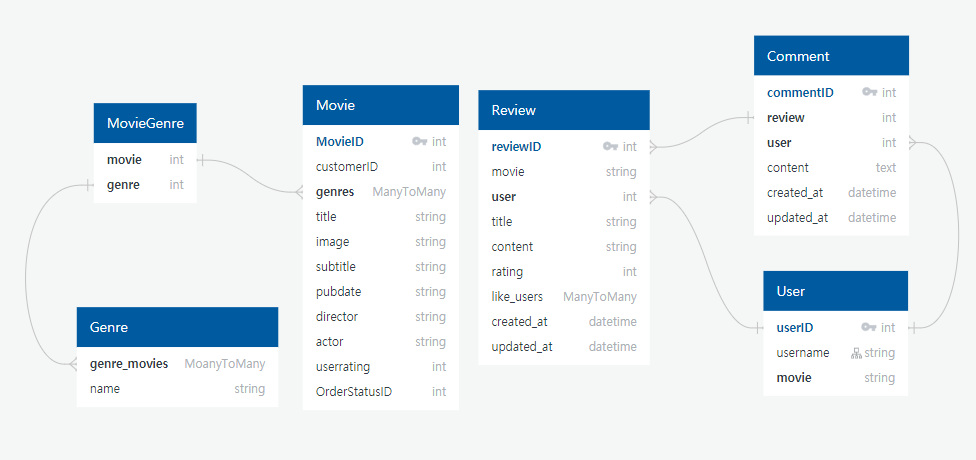 MovieGenre
movie int
genre int
Genre
genre_movies MoanyToMany
name string
Movie
MovieID int
customerID int
genres ManyToMany
title string
image string
subtitle string
pubdate string
director string
actor string
userrating int
OrderStatusID int
Review
reviewID int
movie string
user int
title string
content string
rating int
like_users ManyToMany
created_at datetime
updated_at datetime
Comment
commentID int
review int
user int
content text
created_at datetime
updated_at datetime
User
userID int
username string
movie string